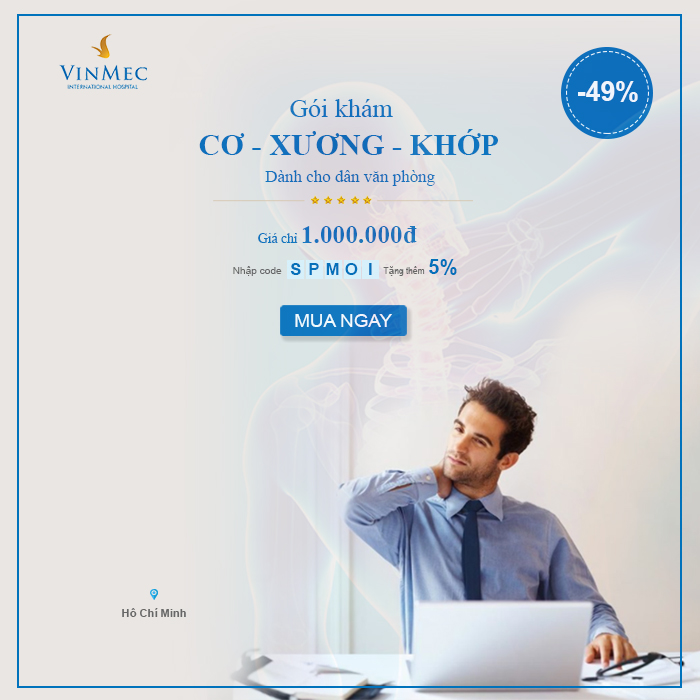 VINMEC
INTERNATIONAL HOSPITAL
-49%
Gói khám
CƠ - XƯƠNG - KHỚP
Dành cho dân văn phòng
Giá chỉ 1.000.000đ
Nhập code SPMOI Tặng thêm 5%
MUA NGAY
Hồ Chí Minh